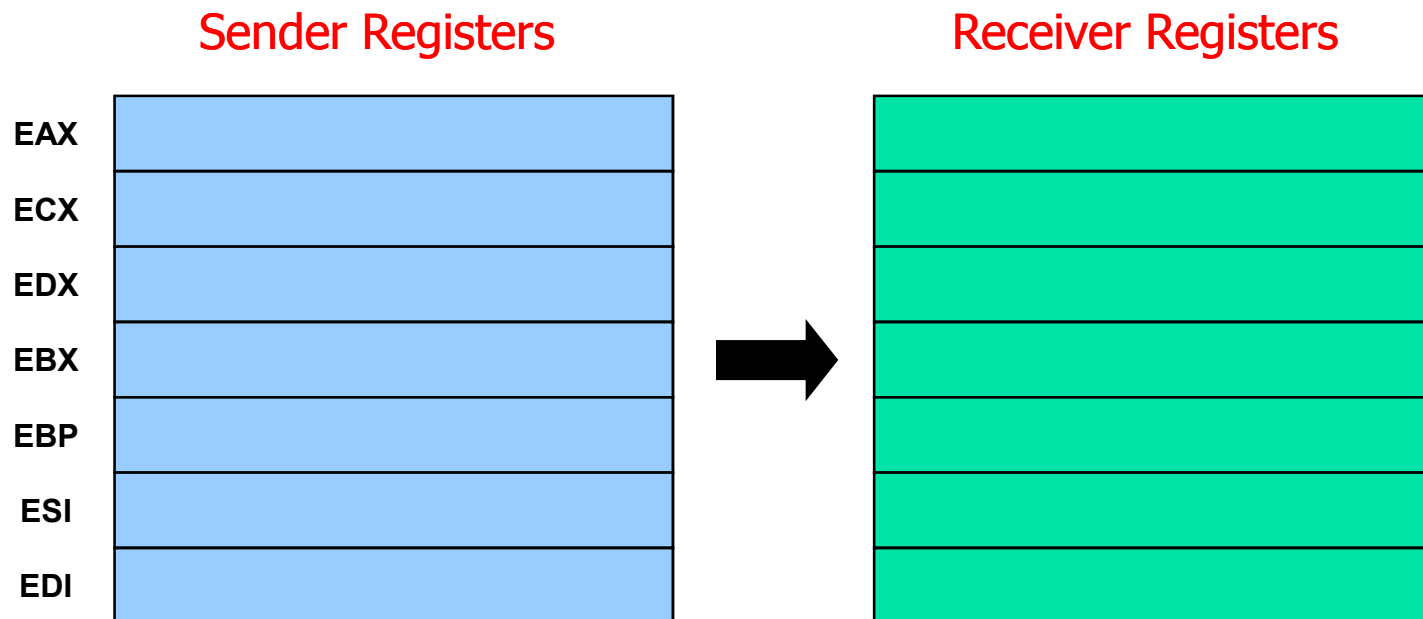 Sender Registers
Receiver Registers
EAX
ECX
EDX
EBX
EBP
ESI
EDI